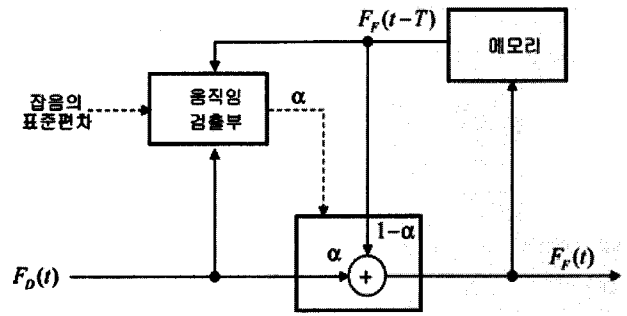 F_F(t-T)
메모리
움직임
검출부
α
잡음의
표준편차
1-α
α
+
F_D(t)
F_F(t)